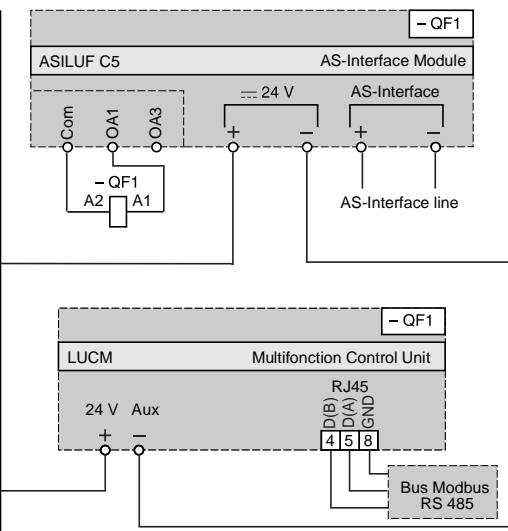 – QF1
ASILUF C5 AS-Interface Module
24 V AS-Interface
Com OA1 OA3 + – + –
– QF1
A2 A1
AS-Interface line
– QF1
LUCM Multifonction Control Unit
RJ45
24 V Aux D(B) D(A) GND
+ – 4 5 8
Bus Modbus
RS 485